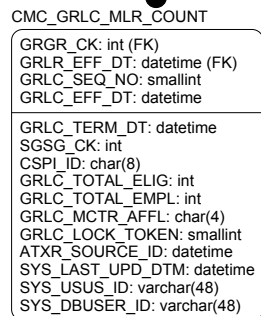 CMC_GRLC_MLR_COUNT
GRGR_CK: int (FK)
GRLR_EFF_DT: datetime (FK)
GRLC_SEQ_NO: smallint
GRLC_EFF_DT: datetime
GRLC_TERM_DT: datetime
SGSG_CK: int
CSPI_ID: char(8)
GRLC_TOTAL_ELIG: int
GRLC_TOTAL_EMPL: int
GRLC_MCTR_AFFL: char(4)
GRLC_LOCK_TOKEN: smallint
ATXR_SOURCE_ID: datetime
SYS_LAST_UPD_DTM: datetime
SYS_USUS_ID: varchar(48)
SYS_DBUSER_ID: varchar(48)